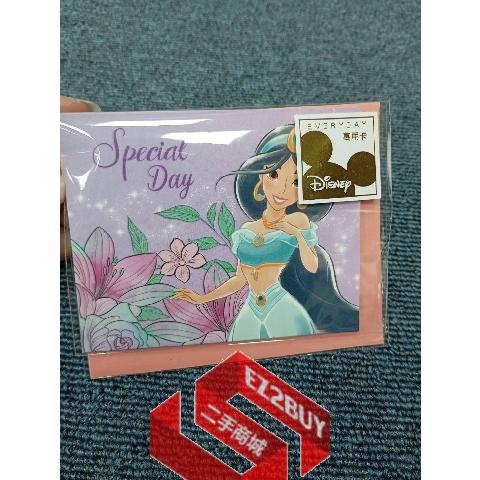 Special
Day
EVERYDAY
萬用卡
Disney
EZ2BUY
二手商城